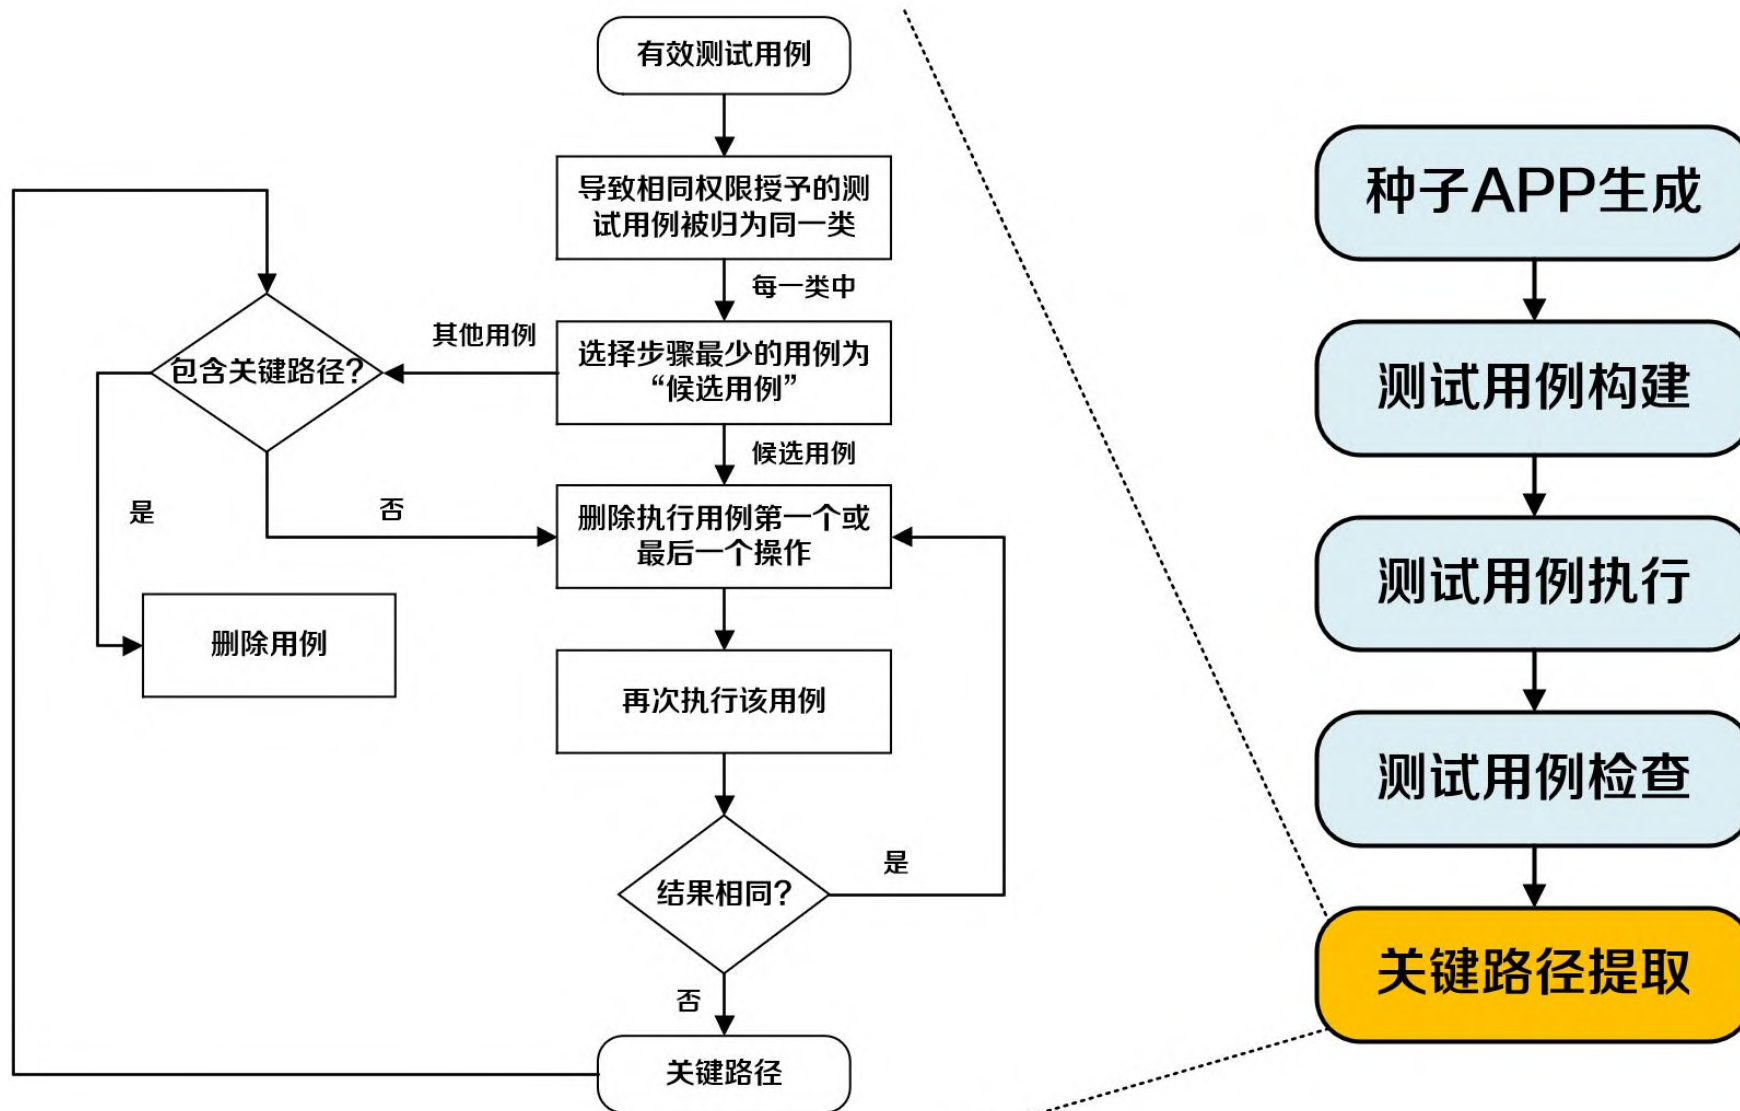 有效测试用例
导致相同权限授予的测
试用例被归为同一类
每一类中
其他用例
选择步骤最少的用例为
“候选用例”
包含关键路径？
候选用例
是
否
删除执行用例第一个或
最后一个操作
删除用例
再次执行该用例
结果相同？
是
否
关键路径
种子APP生成
测试用例构建
测试用例执行
测试用例检查
关键路径提取